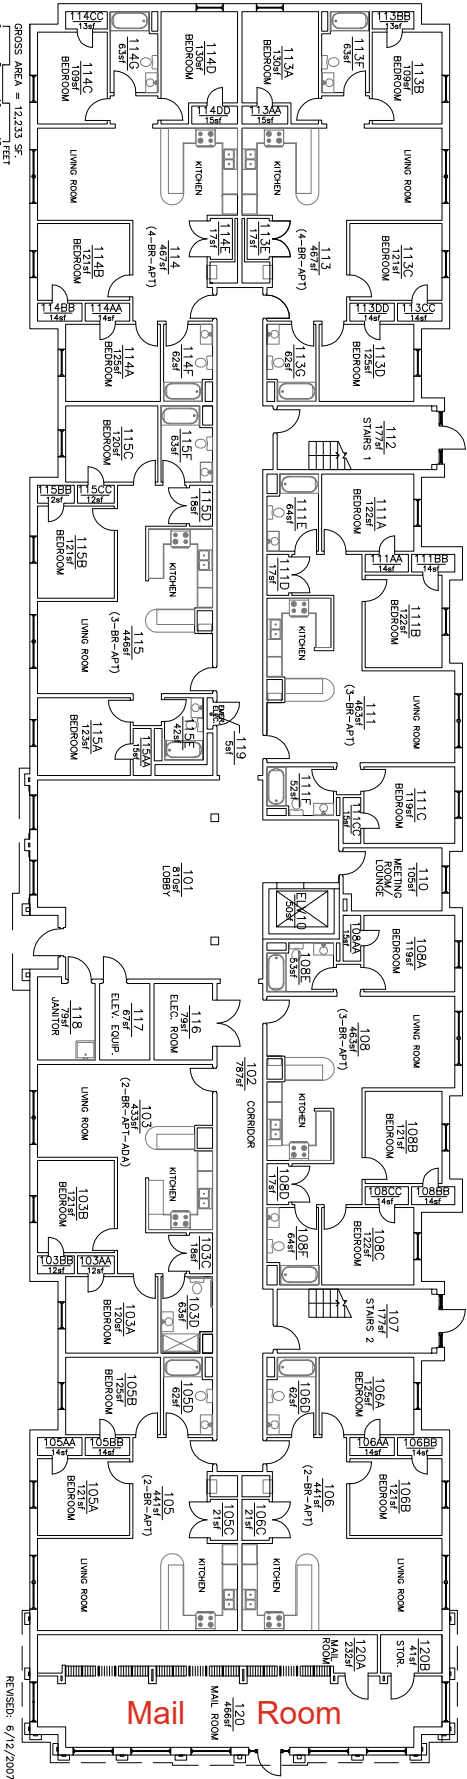 GROSS AREA = 12,233 SF.
FEET
REVISED: 6/12/2007
114CC
13sf
114C
109sf
BEDROOM
114G
63sf
114D
130sf
BEDROOM
114DD
15sf
113A
130sf
BEDROOM
113AA
15sf
113F
63sf
113BB
13sf
113B
109sf
BEDROOM
LIVING ROOM
KITCHEN
KITCHEN
LIVING ROOM
114
467sf
(4-BR-APT)
114E
17sf
113E
17sf
113
467sf
(4-BR-APT)
114B
121sf
BEDROOM
113C
121sf
BEDROOM
114BB
14sf
114AA
14sf
113DD
14sf
113CC
14sf
114A
125sf
BEDROOM
114F
62sf
113G
62sf
113D
125sf
BEDROOM
115C
120sf
BEDROOM
115F
63sf
112
177sf
STAIRS 1
115BB
12sf
115CC
12sf
115D
18sf
111E
64sf
111A
122sf
BEDROOM
115B
121sf
BEDROOM
KITCHEN
111D
17sf
111AA
14sf
111BB
14sf
111B
122sf
BEDROOM
KITCHEN
LIVING ROOM
115
446sf
(3-BR-APT)
111
463sf
(3-BR-APT)
LIVING ROOM
115A
123sf
BEDROOM
115AA
15sf
115E
42sf
EMER.
ELEC.
119
5sf
111F
52sf
111CC
15sf
111C
119sf
BEDROOM
101
810sf
LOBBY
110
105sf
MEETING
ROOM/
LOUNGE
ELV10
50sf
108AA
15sf
108A
119sf
BEDROOM
108E
53sf
118
79sf
JANITOR
117
67sf
ELEV. EQUIP.
116
79sf
ELEC. ROOM
102
787sf
CORRIDOR
108
463sf
(3-BR-APT)
LIVING ROOM
LIVING ROOM
103
433sf
(2-BR-APT-ADA)
KITCHEN
KITCHEN
108B
121sf
BEDROOM
103B
121sf
BEDROOM
108D
17sf
108CC
14sf
108BB
14sf
103BB
12sf
103AA
12sf
103C
18sf
108F
64sf
108C
122sf
BEDROOM
103A
120sf
BEDROOM
103D
63sf
107
177sf
STAIRS 2
105B
125sf
BEDROOM
105D
62sf
106D
62sf
106A
125sf
BEDROOM
105AA
14sf
105BB
14sf
106AA
14sf
106BB
14sf
105A
121sf
BEDROOM
105
441sf
(2-BR-APT)
105C
21sf
106C
21sf
106
441sf
(2-BR-APT)
106B
121sf
BEDROOM
LIVING ROOM
KITCHEN
KITCHEN
LIVING ROOM
120A
232sf
MAIL
ROOM
120B
41sf
STOR.
120
466sf
MAIL ROOM
Mail Room